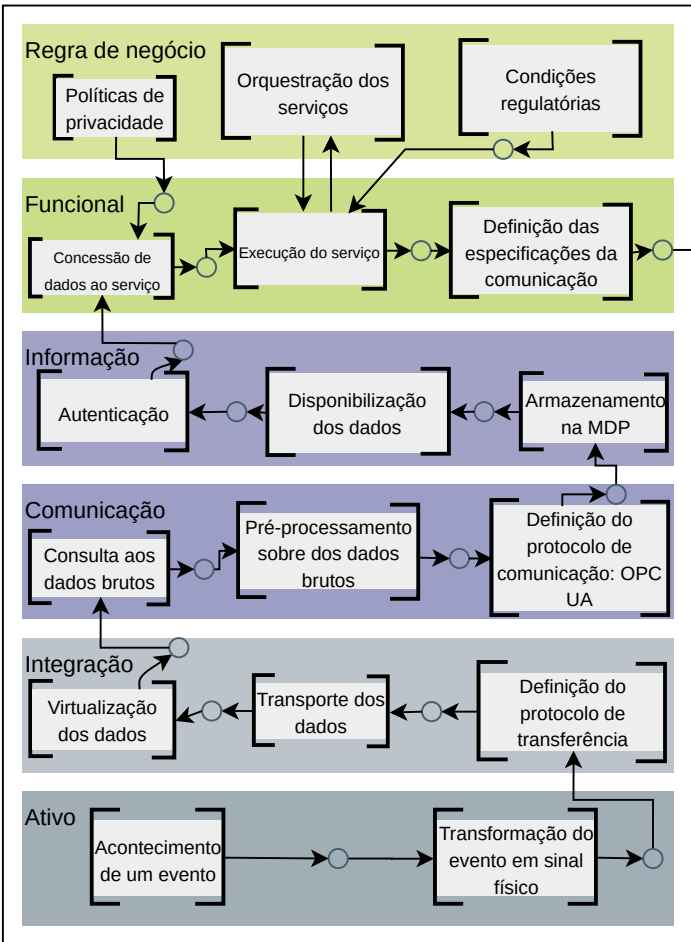 Regra de negócio
Políticas de
privacidade
Orquestração dos
serviços
Condições
regulatórias
Funcional
Concessão de
dados ao serviço
Execução do serviço
Definição das
especificações da
comunicação
Informação
Autenticação
Disponibilização
dos dados
Armazenamento
na MDP
Comunicação
Consulta aos
dados brutos
Pré-processamento
sobre dos dados
brutos
Definição do
protocolo de
comunicação: OPC
UA
Integração
Virtualização
dos dados
Transporte dos
dados
Definição do
protocolo de
transferência
Ativo
Acontecimento
de um evento
Transformação do
evento em sinal
físico